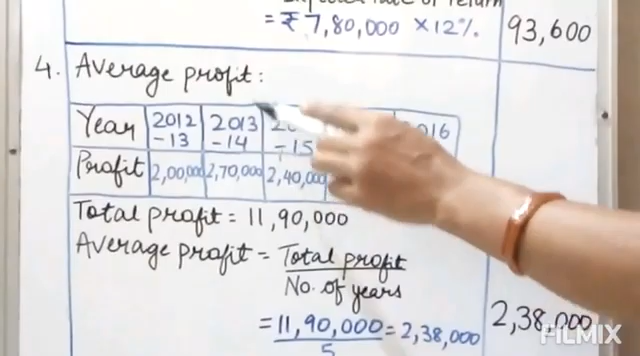 = ₹ 7,80,000 × 12%. 93,600
4. Average profit:
Year 2012 -13 2013 -14 -15 2016
Profit 2,00,000 2,70,000 2,40,000
Total profit = 11,90,000
Average profit = Total profit
No. of years
= 11,90,000 = 2,38,000 2,38,000
5
FILMIX